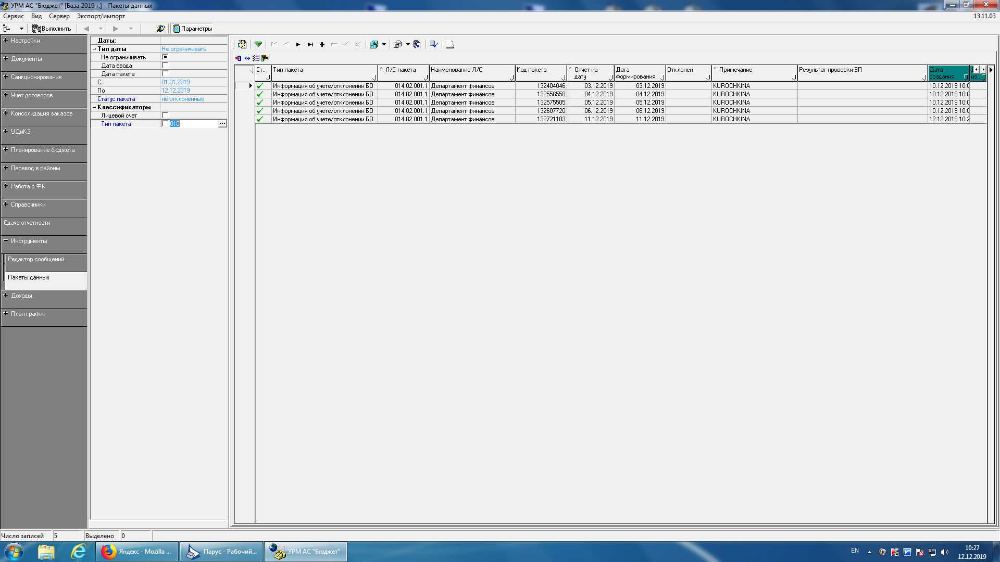 УРМ АС "Бюджет" [База 2019 г.] - Пакеты данных
Сервис Вид Сервер Экспорт/импорт 13.11.03
Выполнить Параметры
Настройки
Документы
Санкционирование
Учет договоров
Консолидация заказов
УДиКЗ
Планирование бюджета
Перевод в районы
Работа с ФК
Справочники
Сдача отчетности
Инструменты
Редактор сообщений
Пакеты данных
Доходы
План-график
Даты:
Тип даты Не ограничивать
Не ограничивать
Дата ввода
Дата пакета
С 01.01.2019
По 12.12.2019
Статус пакета не отклоненные
Классификаторы
Лицевой счет
Тип пакета 010
Ст.. Тип пакета Л/С пакета Наименование Л/С Код пакета Отчет на дату Дата формирования Отклонен Примечание Результат проверки ЭП Дата создания из...
Информация об учете/отклонении БО 014.02.001.1 Департамент финансов 132404046 03.12.2019 03.12.2019 KUROCHKINA 10.12.2019 10:0
Информация об учете/отклонении БО 014.02.001.1 Департамент финансов 132556558 04.12.2019 04.12.2019 KUROCHKINA 10.12.2019 10:0
Информация об учете/отклонении БО 014.02.001.1 Департамент финансов 132575505 05.12.2019 05.12.2019 KUROCHKINA 10.12.2019 10:0
Информация об учете/отклонении БО 014.02.001.1 Департамент финансов 132607720 06.12.2019 06.12.2019 KUROCHKINA 10.12.2019 10:0
Информация об учете/отклонении БО 014.02.001.1 Департамент финансов 132721103 11.12.2019 11.12.2019 KUROCHKINA 12.12.2019 10:2
Число записей 5 Выделено 0
Яндекс - Mozilla ... Парус - Рабочий... УРМ АС "Бюджет" EN 10:27
12.12.2019